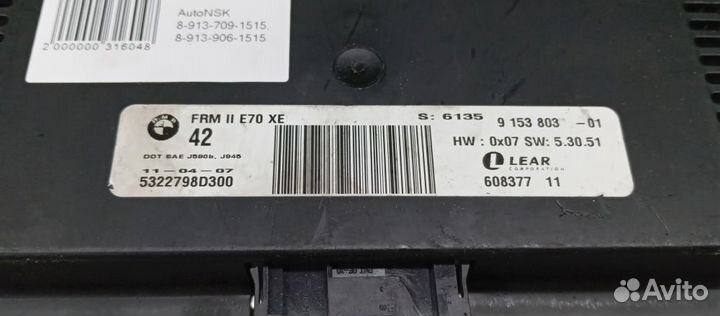 AutoNSK
8-913-709-1515,
8-913-906-1515
2 000000 316048
BMW
FRM II E70 XE
42
S: 6135 9 153 803 -01
HW : 0x07 SW: 5.30.51
DOT SAE J590b, J945
LEAR
CORPORATION
11-04-07
5322798D300
608377 11
Avito